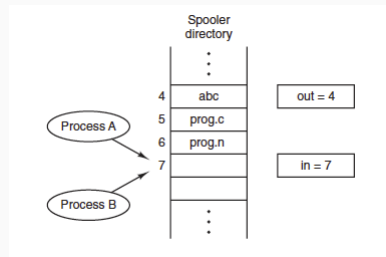 Spooler
directory
4 abc out = 4
5 prog.c
Process A
6 prog.n
7 in = 7
Process B